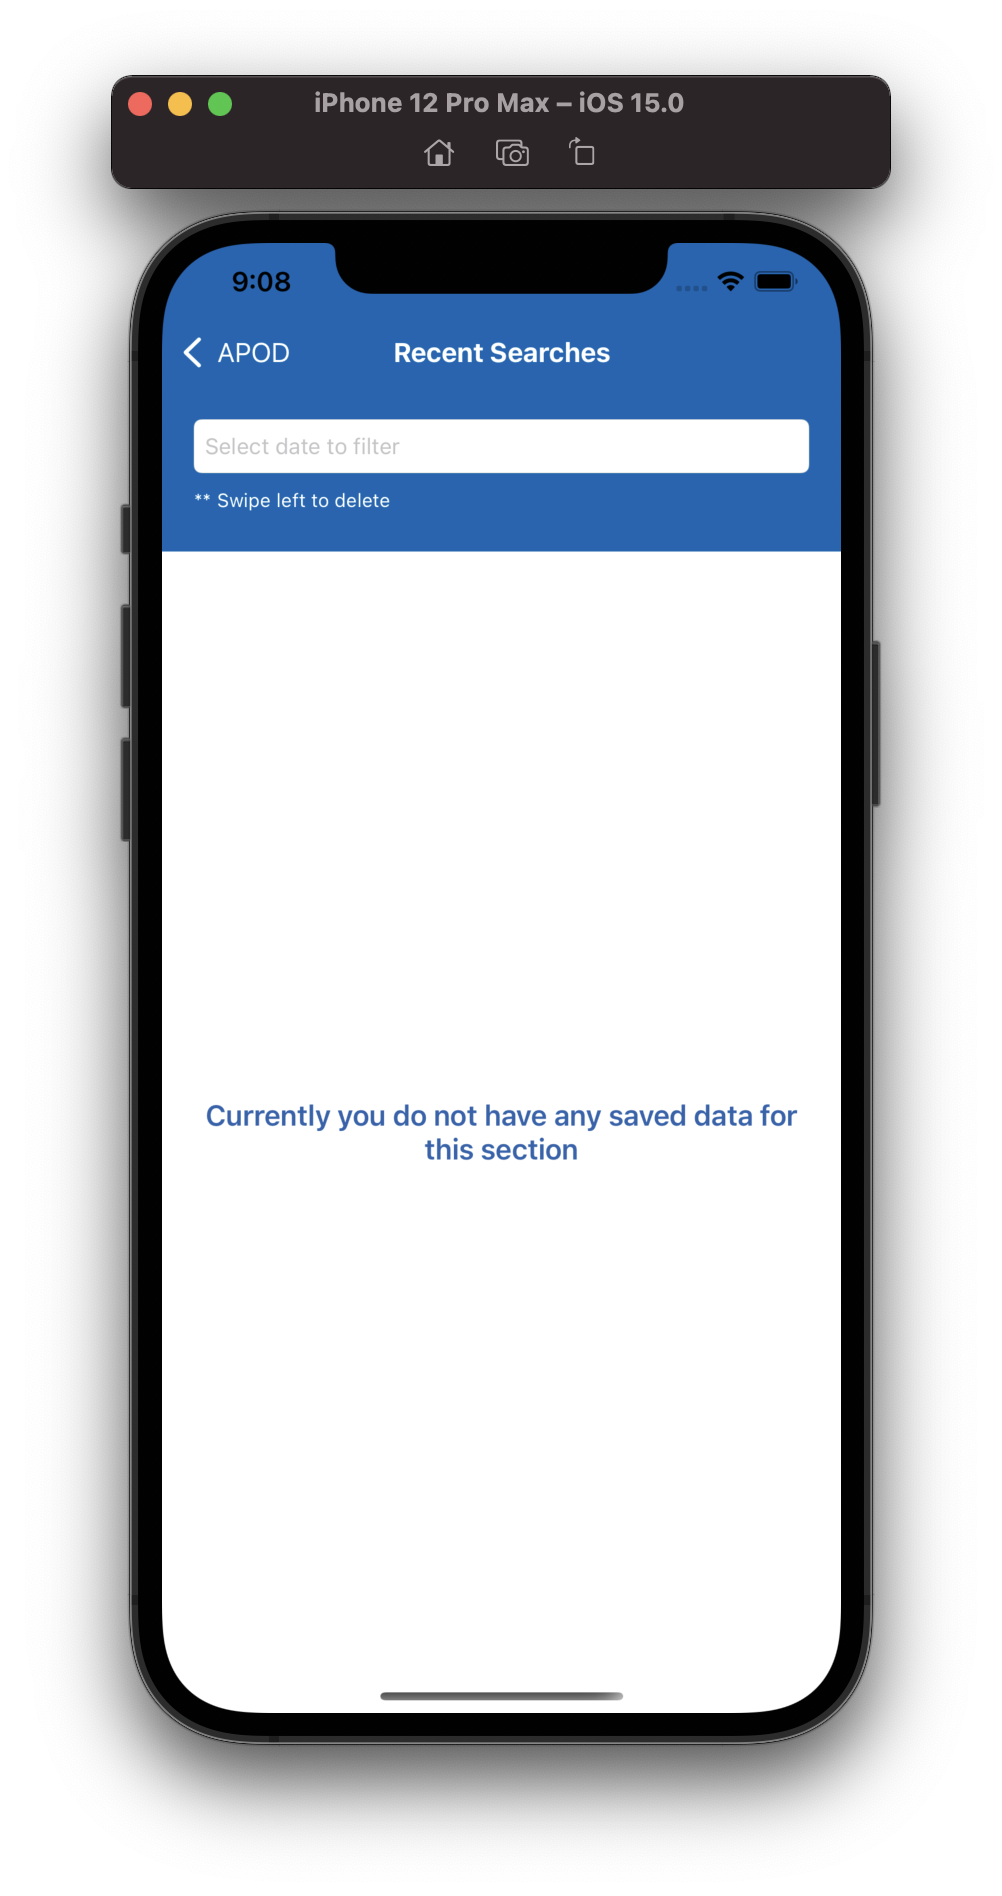 iPhone 12 Pro Max – iOS 15.0
9:08
APOD
Recent Searches
Select date to filter
** Swipe left to delete
Currently you do not have any saved data for
this section